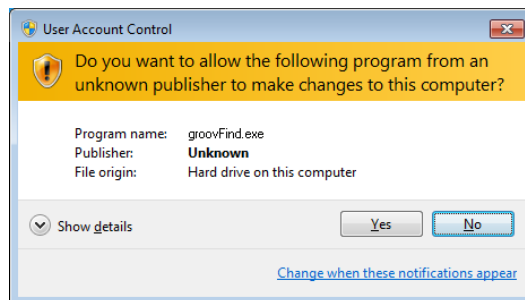 User Account Control
Do you want to allow the following program from an
unknown publisher to make changes to this computer?
Program name: groovFind.exe
Publisher: Unknown
File origin: Hard drive on this computer
Show details
Yes
No
Change when these notifications appear